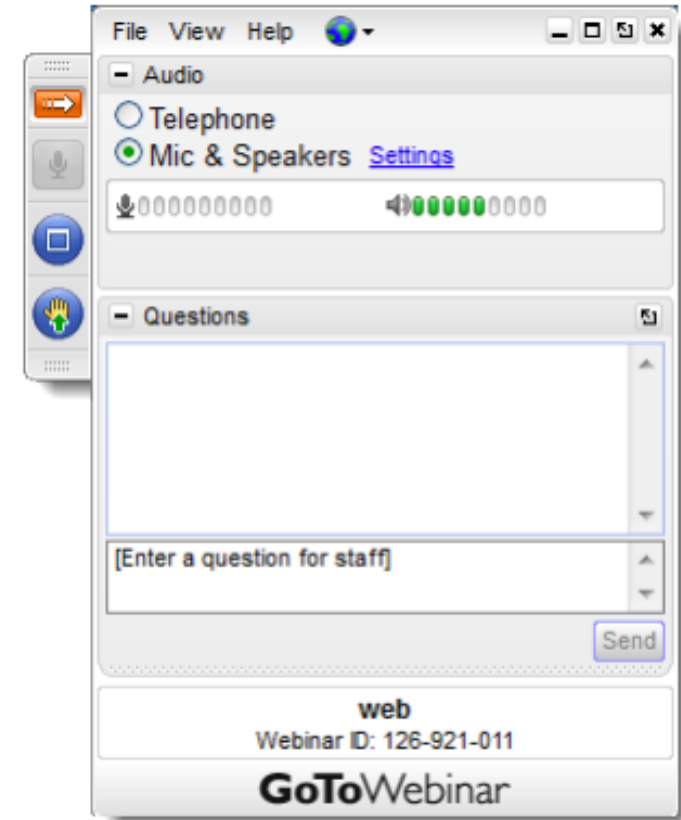 File View Help
Audio
Telephone
Mic & Speakers Settings
Questions
[Enter a question for staff]
Send
web
Webinar ID: 126-921-011
GoToWebinar